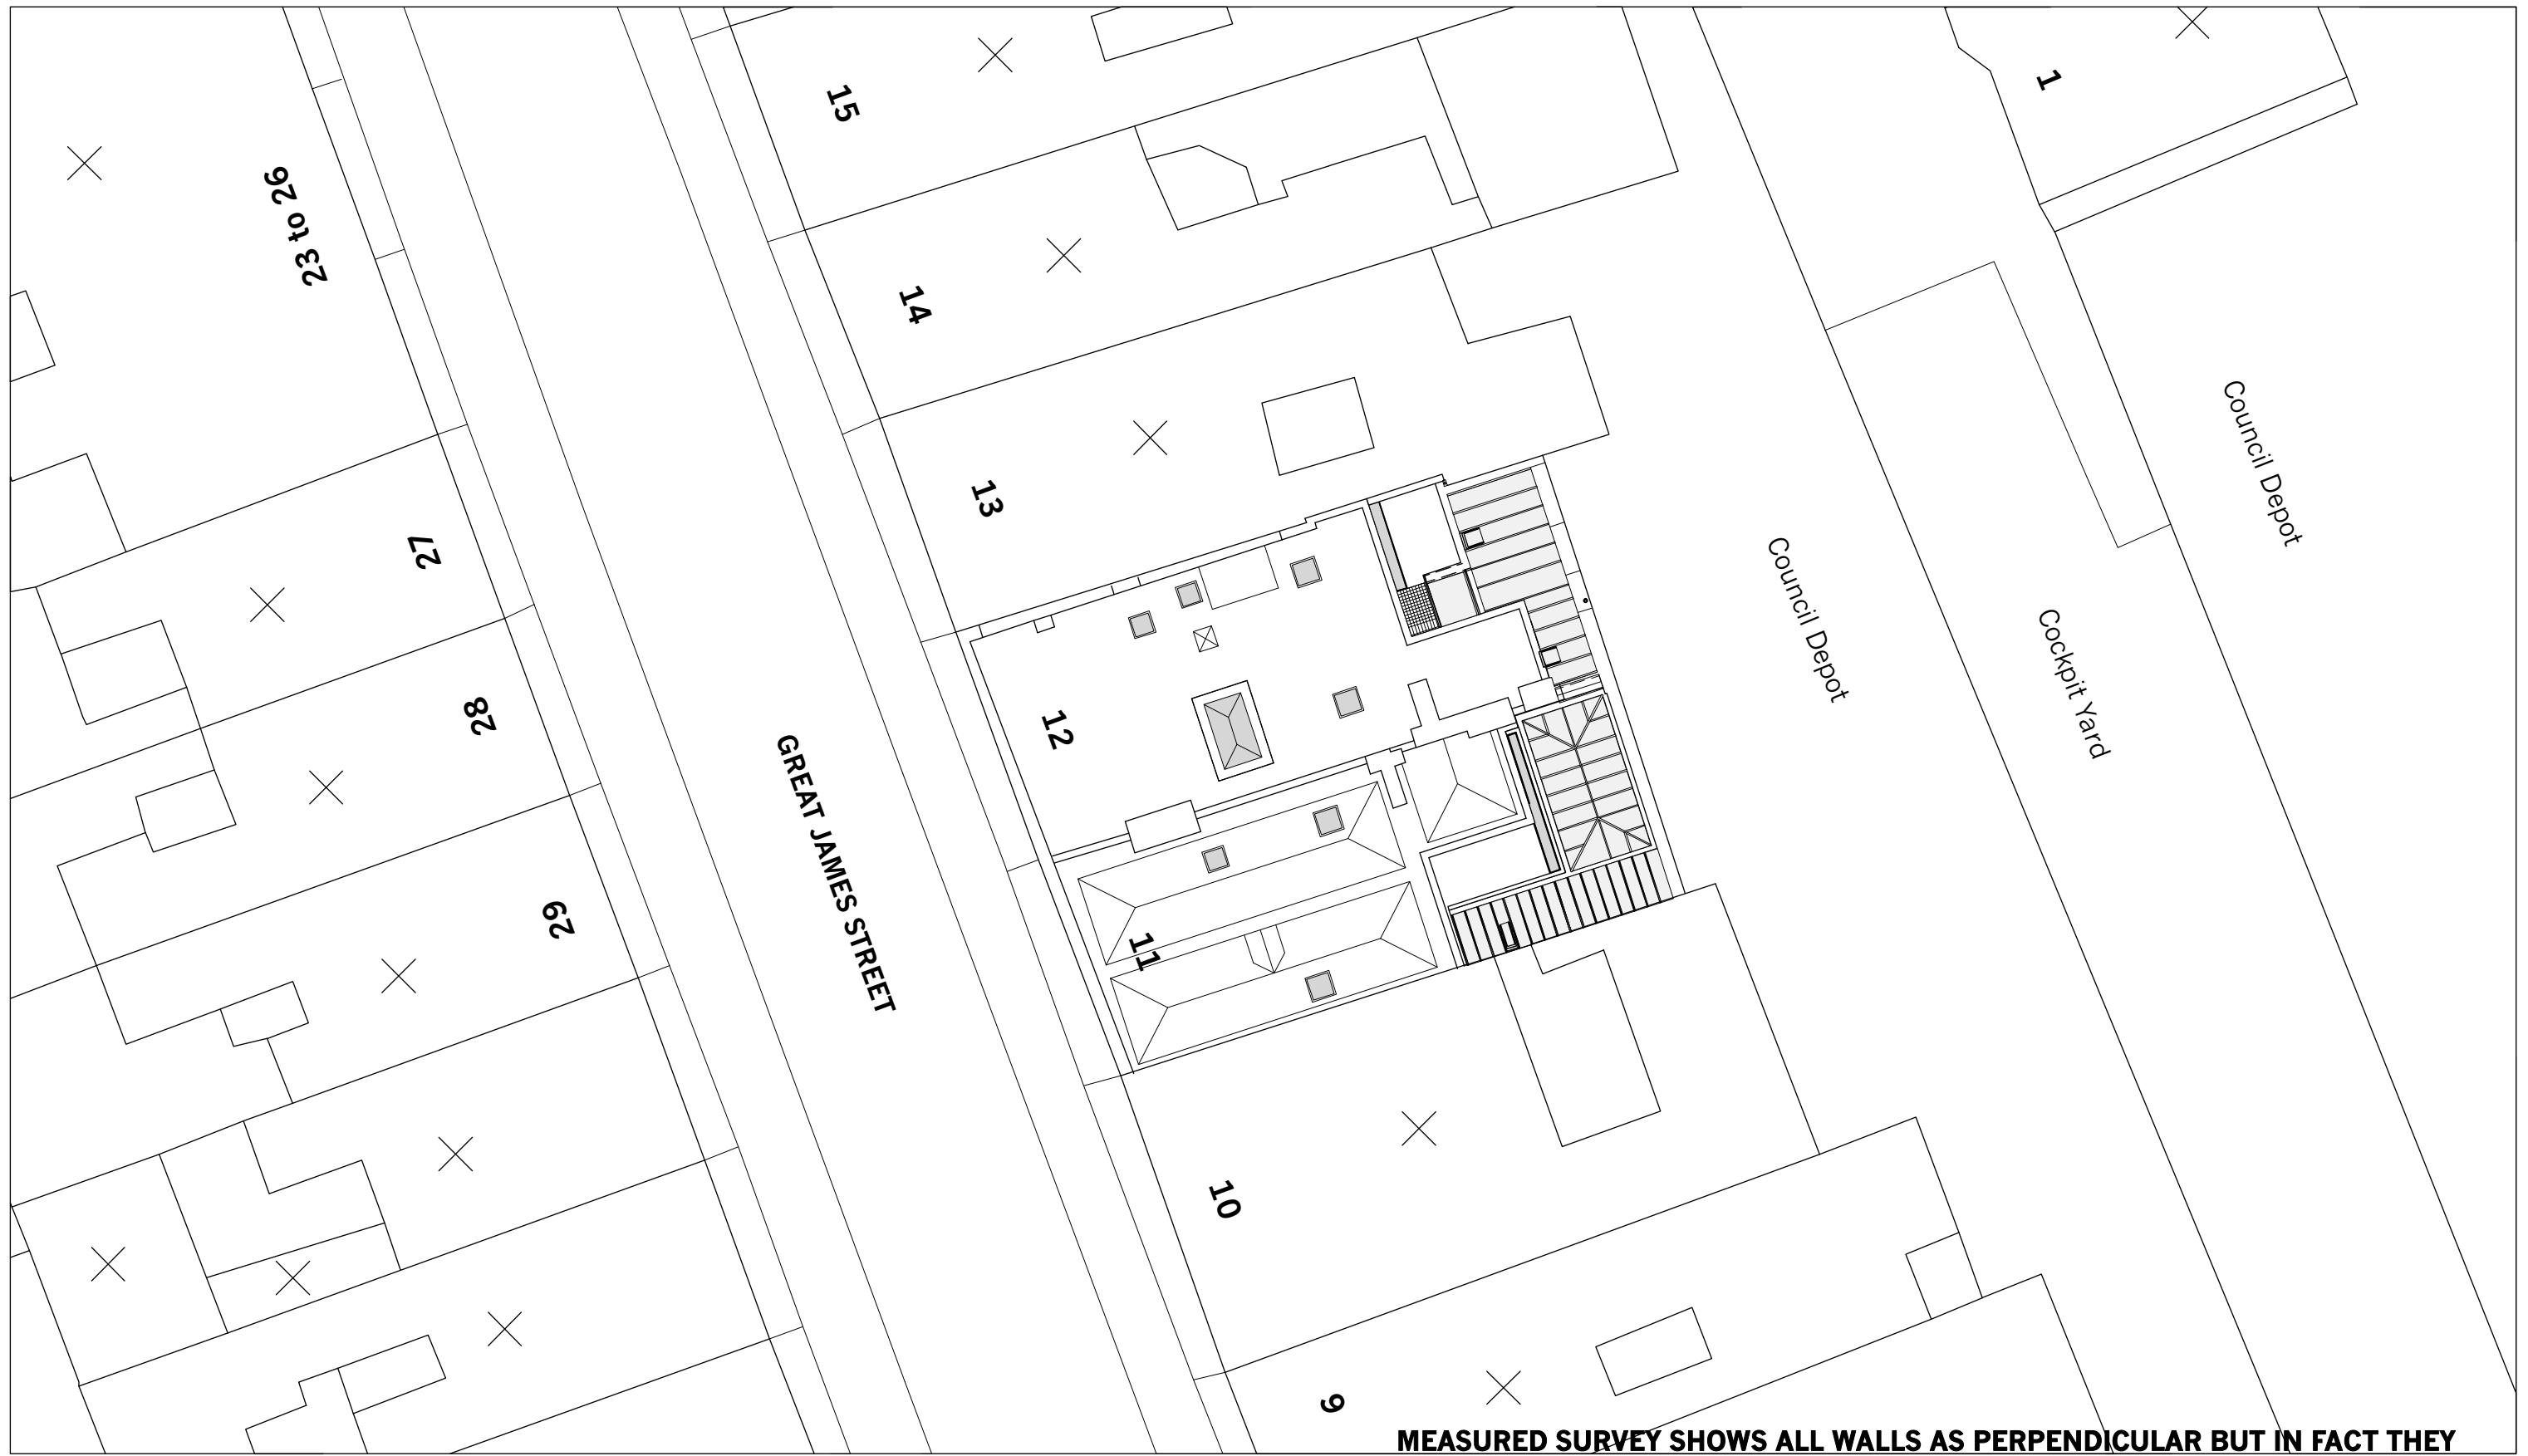 15
1
23 to 26
14
13
27
28
12
29
11
10
9
GREAT JAMES STREET
Council Depot
Council Depot
Cockpit Yard
MEASURED SURVEY SHOWS ALL WALLS AS PERPENDICULAR BUT IN FACT THEY